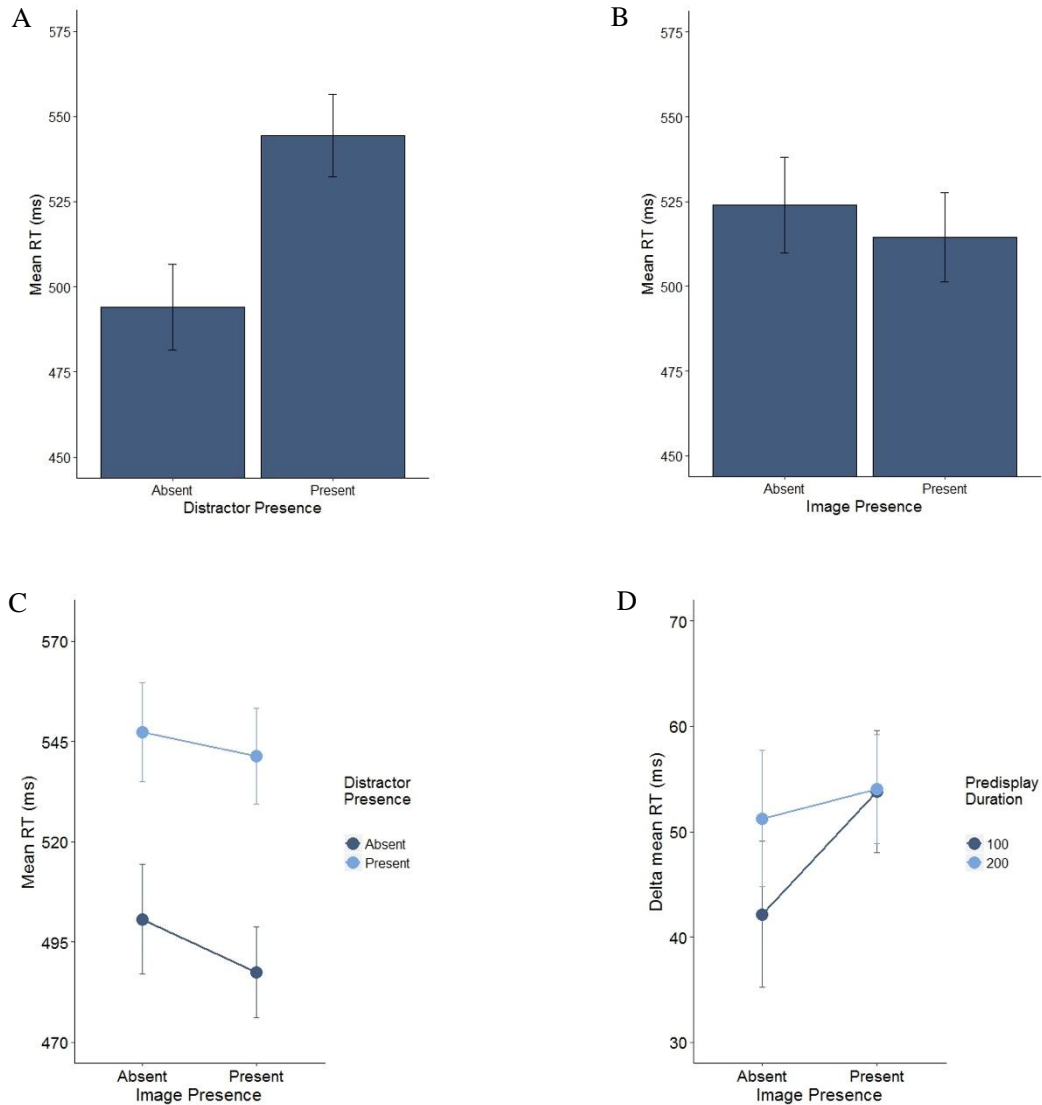 A
575
550
525
500
475
450
Mean RT (ms)
Absent
Present
Distractor Presence
B
575
550
525
500
475
450
Mean RT (ms)
Absent
Present
Image Presence
C
570
545
520
495
470
Mean RT (ms)
Absent
Present
Image Presence
Distractor
Presence
Absent
Present
D
70
60
50
40
30
Delta mean RT (ms)
Absent
Present
Image Presence
Predisplay
Duration
100
200